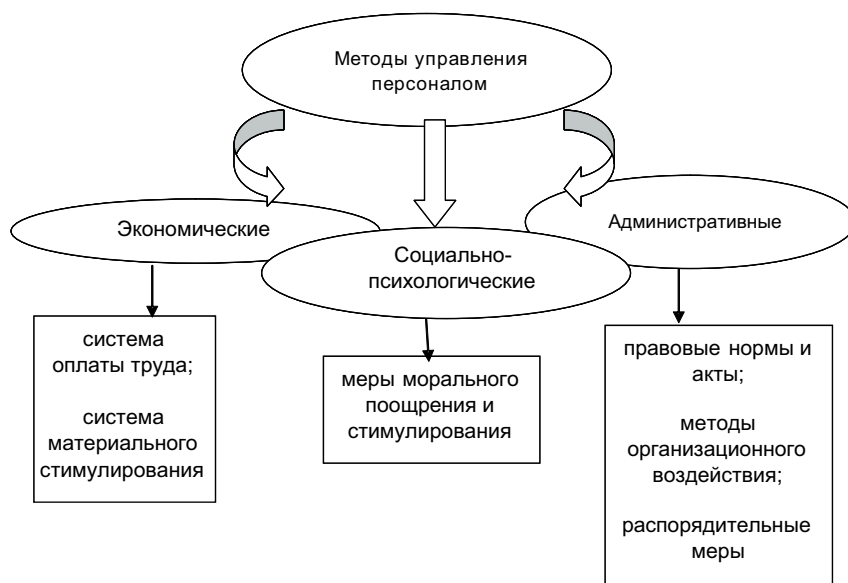 Методы управления
персоналом
Экономические
Социально-
психологические
Административные
система
оплаты труда;
система
материального
стимулирования
меры морального
поощрения и
стимулирования
правовые нормы и
акты;
методы
организационного
воздействия;
распорядительные
меры